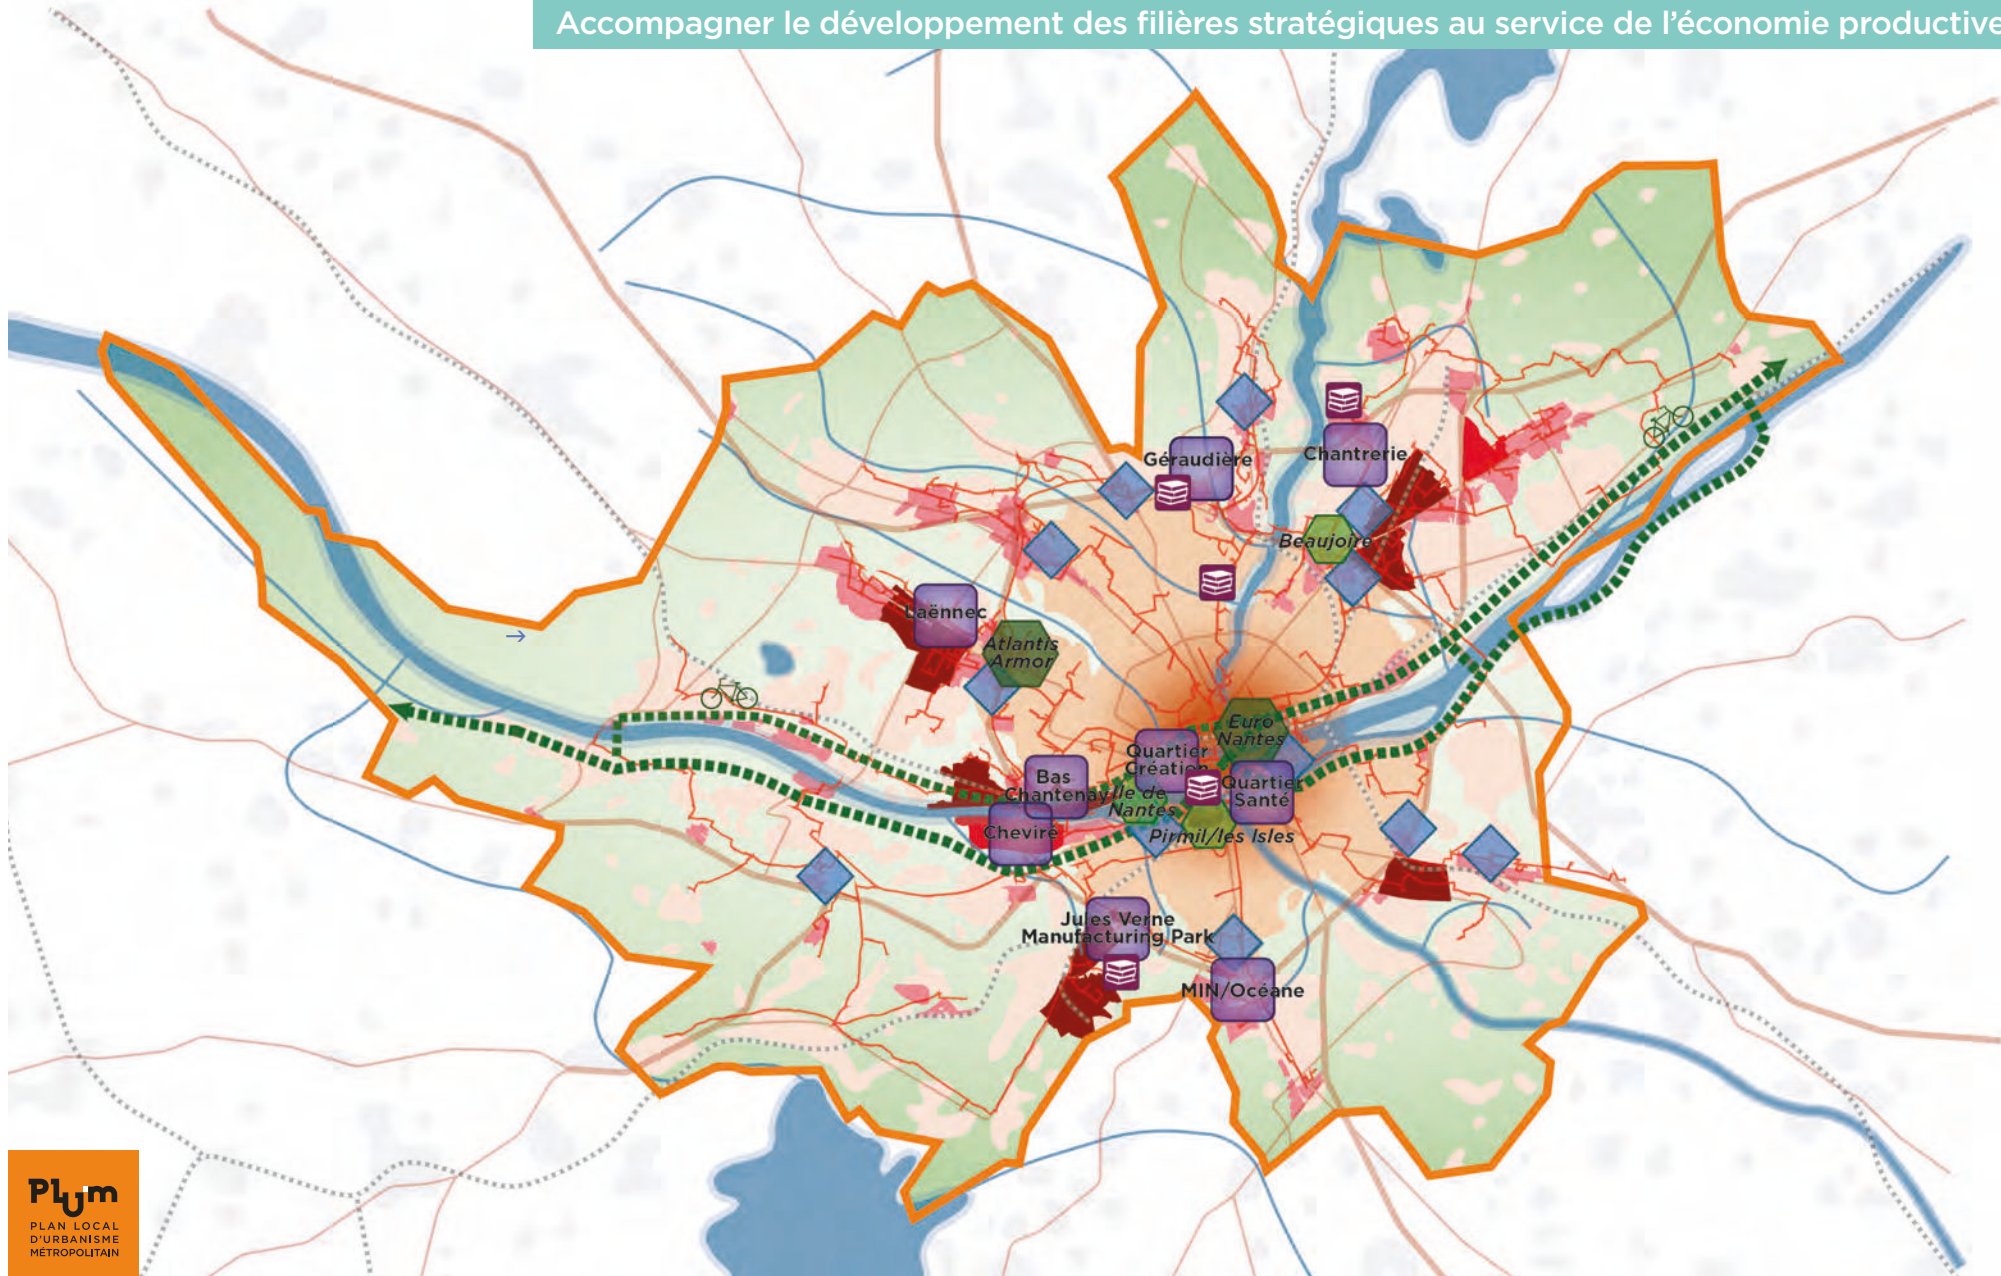 Accompagner le développement des filières stratégiques au service de l'économie productive
Géraudière
Chantrerie
Beaujoire
Laënnec
Atlantis
Armor
Euro
Nantes
Quartier
Création
Bas
Chantenay
Île de
Nantes
Quartier
Santé
Cheviré
Pirmil/les Isles
Jules Verne
Manufacturing Park
MIN/Océane
PLUm
PLAN LOCAL
D'URBANISME
MÉTROPOLITAIN